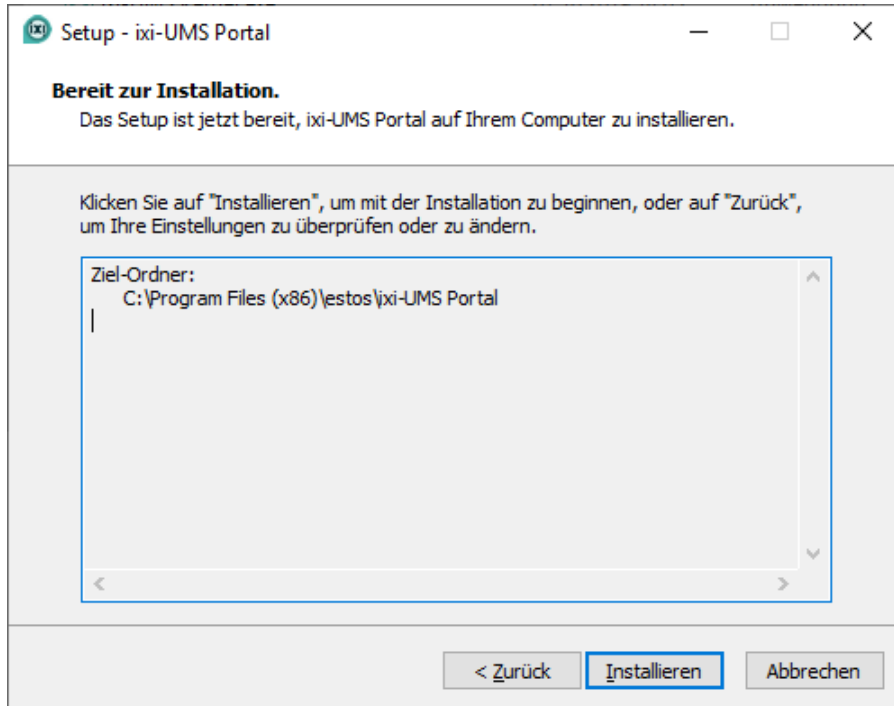 ixi
Setup - ixi-UMS Portal
Bereit zur Installation.
Das Setup ist jetzt bereit, ixi-UMS Portal auf Ihrem Computer zu installieren.
Klicken Sie auf "Installieren", um mit der Installation zu beginnen, oder auf "Zurück",
um Ihre Einstellungen zu überprüfen oder zu ändern.
Ziel-Ordner:
C:\Program Files (x86)\estos\ixi-UMS Portal
< Zurück Installieren Abbrechen